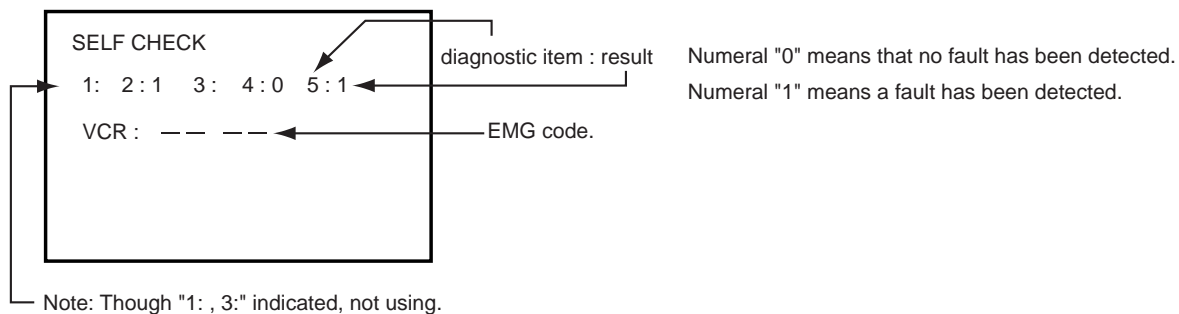 SELF CHECK
1: 2 : 1 3 : 4 : 0 5 : 1
VCR : — — — —
diagnostic item : result
EMG code.
Numeral "0" means that no fault has been detected.
Numeral "1" means a fault has been detected.
Note: Though "1: , 3:" indicated, not using.